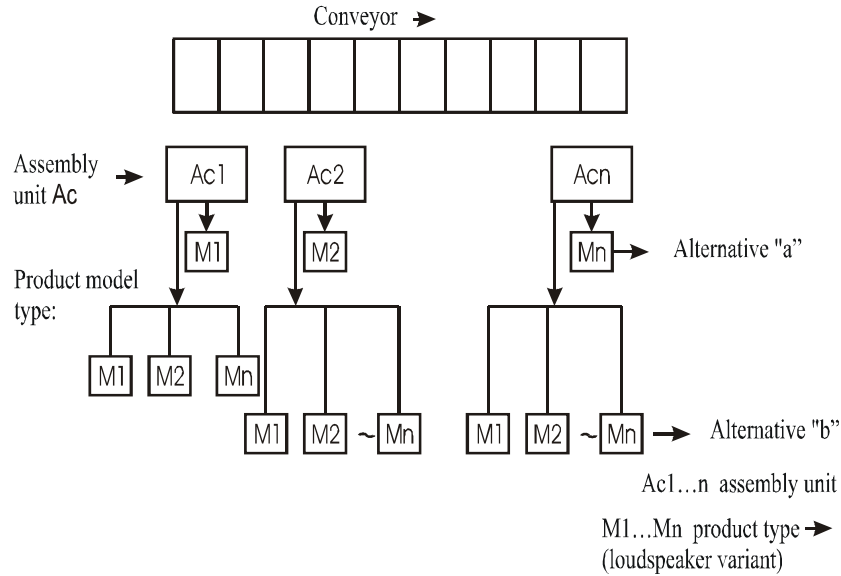 Conveyor
Assembly
unit Ac
Ac1
Ac2
Acn
M1
M2
Mn
Alternative "a”
Product model
type:
M1
M2
Mn
M1
M2
~
Mn
M1
M2
~
Mn
Alternative "b”
Ac1...n assembly unit
M1...Mn product type
(loudspeaker variant)